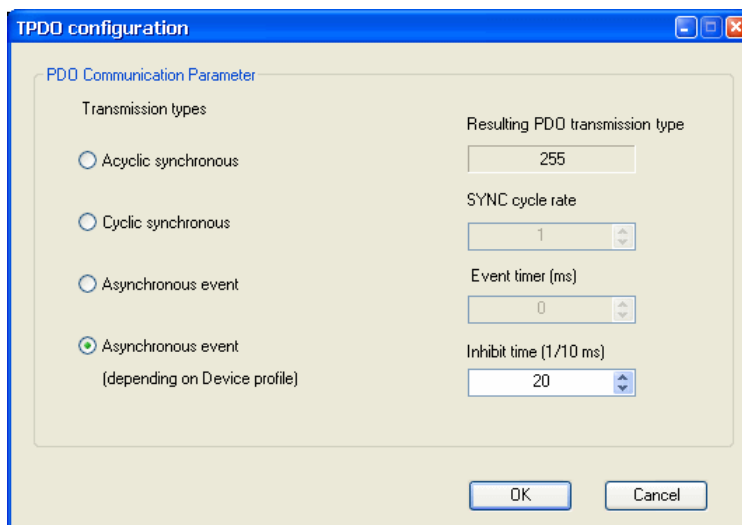 TPDO configuration
PDO Communication Parameter
Transmission types
Acyclic synchronous
Cyclic synchronous
Asynchronous event
Asynchronous event
(depending on Device profile)
Resulting PDO transmission type
255
SYNC cycle rate
1
Event timer (ms)
0
Inhibit time (1/10 ms)
20
OK
Cancel